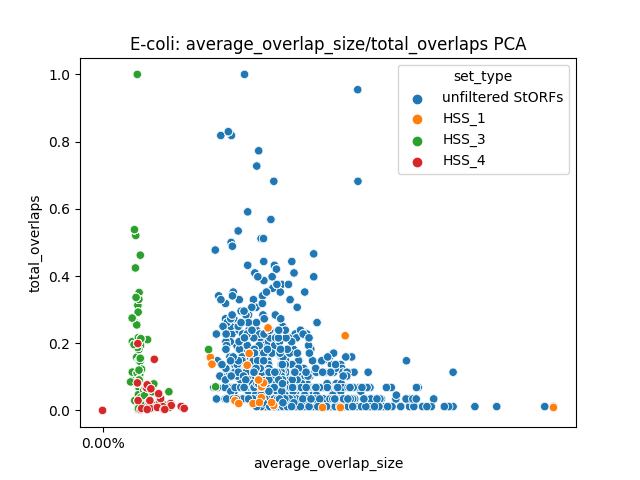 E-coli: average_overlap_size/total_overlaps PCA
set_type
unfiltered StORFs
HSS_1
HSS_3
HSS_4
total_overlaps
1.0
0.8
0.6
0.4
0.2
0.0
0.00%
average_overlap_size